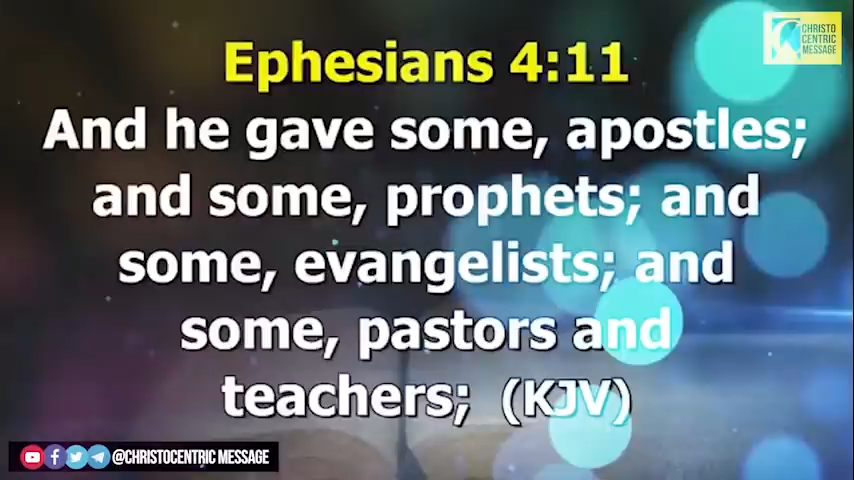 CHRISTO
CENTRIC
MESSAGE
Ephesians 4:11
And he gave some, apostles;
and some, prophets; and
some, evangelists; and
some, pastors and
teachers; (KJV)
@CHRISTOCENTRIC MESSAGE